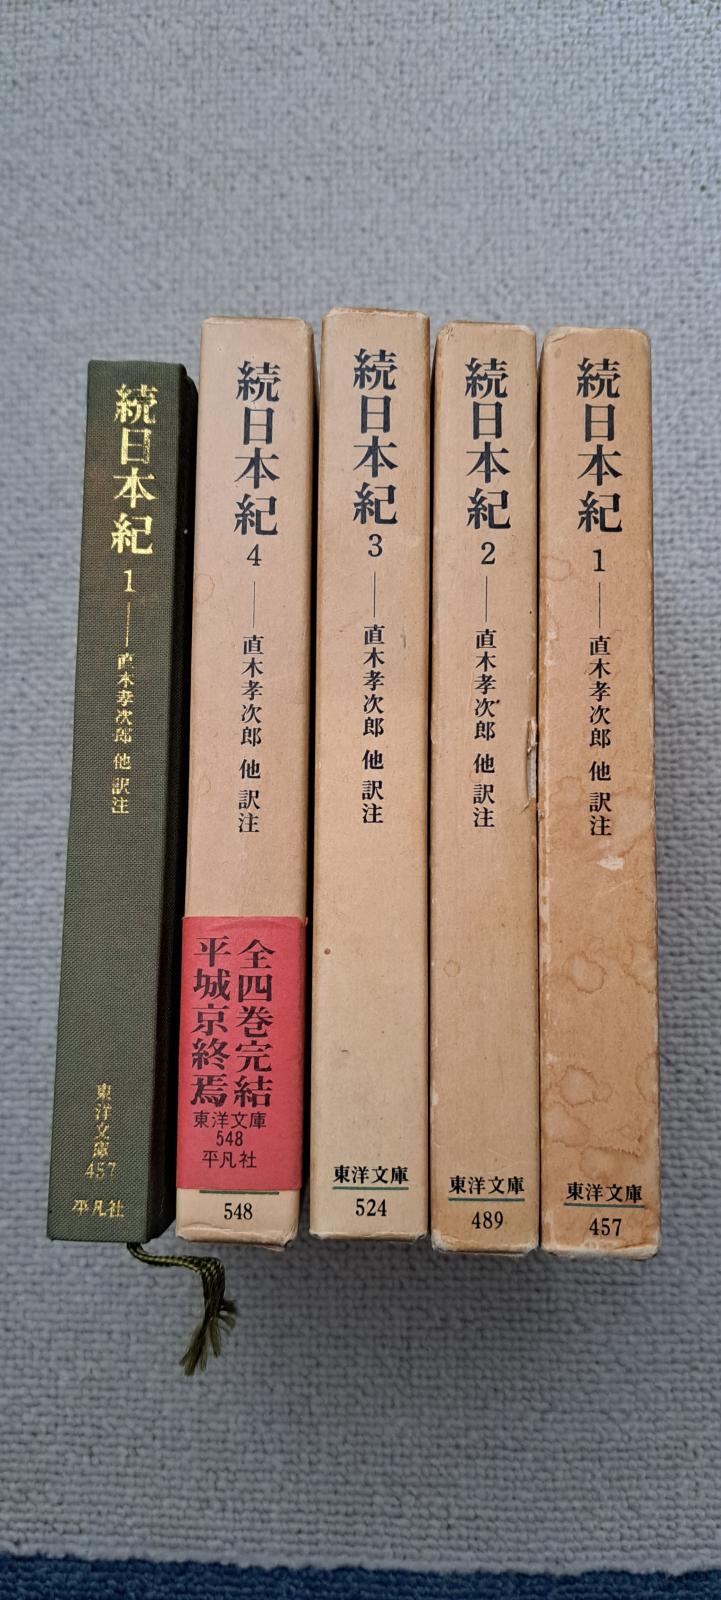 続日本紀 1 ── 直木孝次郎 他 訳注
東洋文庫
457
平凡社
続日本紀 4 ── 直木孝次郎 他 訳注
全四巻完結
平城京終焉
東洋文庫
548
平凡社
548
続日本紀 3 ── 直木孝次郎 他 訳注
東洋文庫
524
続日本紀 2 ── 直木孝次郎 他 訳注
東洋文庫
489
続日本紀 1 ── 直木孝次郎 他 訳注
東洋文庫
457